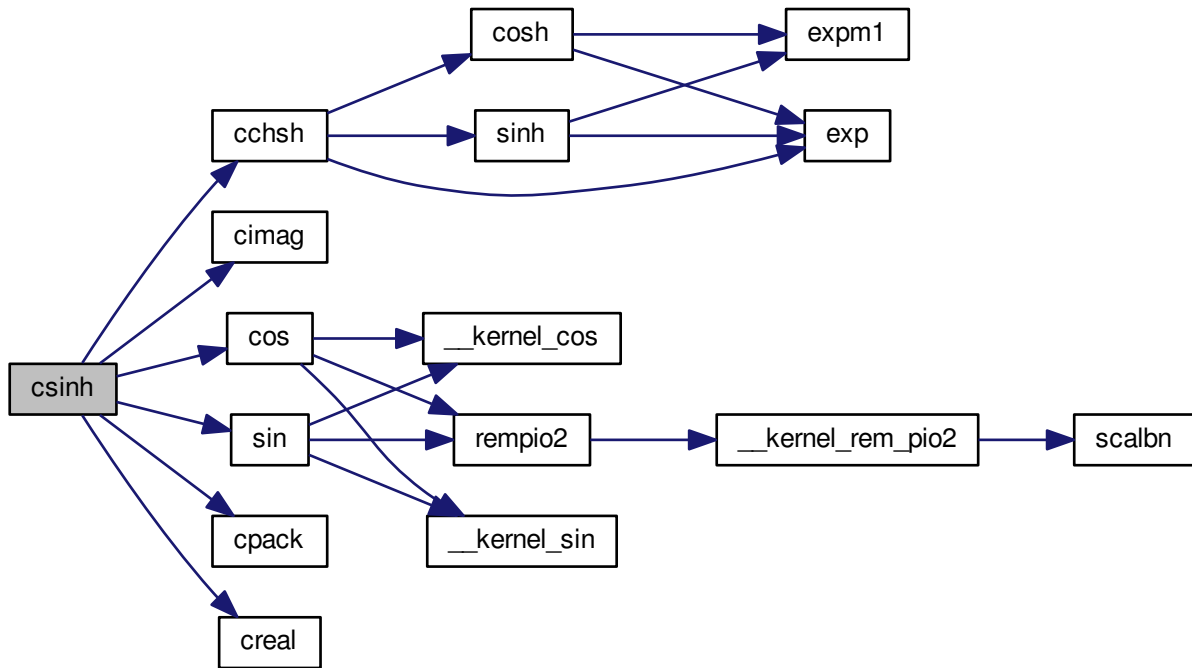 cosh
expm1
cchsh
sinh
exp
cimag
cos
__kernel_cos
csinh
sin
rempio2
__kernel_rem_pio2
scalbn
cpack
__kernel_sin
creal